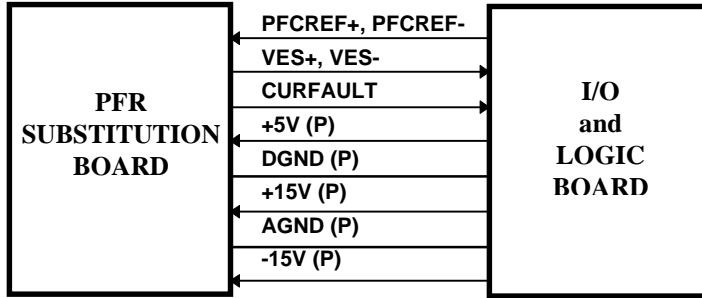 PFR
SUBSTITUTION
BOARD
PFCREF+, PFCREF-
VES+, VES-
CURFAULT
+5V (P)
DGND (P)
+15V (P)
AGND (P)
-15V (P)
I/O
and
LOGIC
BOARD